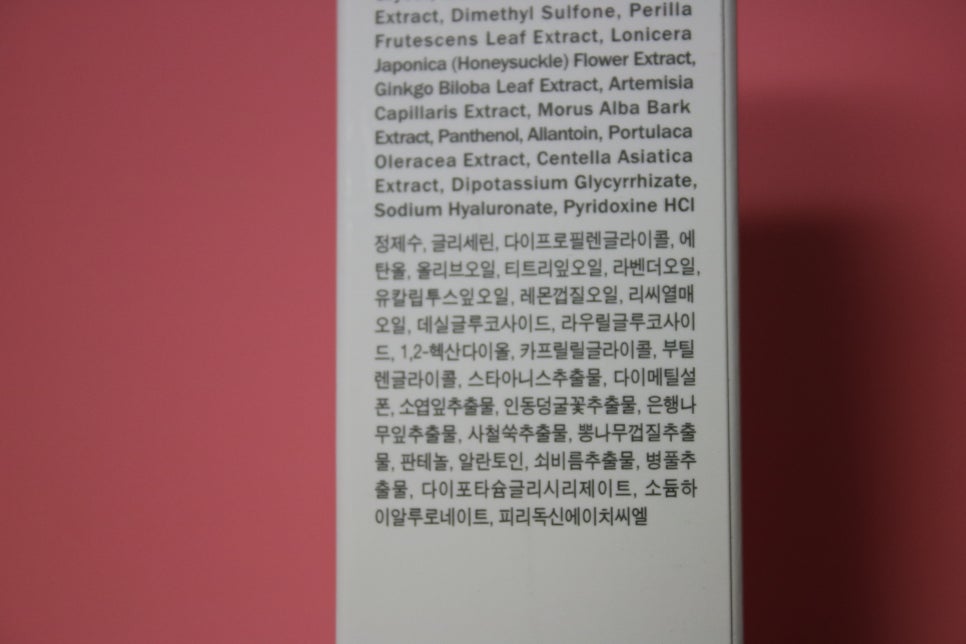 Extract, Dimethyl Sulfone, Perilla
Frutescens Leaf Extract, Lonicera
Japonica (Honeysuckle) Flower Extract,
Ginkgo Biloba Leaf Extract, Artemisia
Capillaris Extract, Morus Alba Bark
Extract, Panthenol, Allantoin, Portulaca
Oleracea Extract, Centella Asiatica
Extract, Dipotassium Glycyrrhizate,
Sodium Hyaluronate, Pyridoxine HCl
정제수, 글리세린, 다이프로필렌글라이콜, 에
탄올, 올리브오일, 티트리잎오일, 라벤더오일,
유칼립투스잎오일, 레몬껍질오일, 리씨열매
오일, 데실글루코사이드, 라우릴글루코사이
드, 1,2-헥산다이올, 카프릴릴글라이콜, 부틸
렌글라이콜, 스타아니스추출물, 다이메틸설
폰, 소엽잎추출물, 인동덩굴꽃추출물, 은행나
무잎추출물, 사철쑥추출물, 뽕나무껍질추출
물, 판테놀, 알란토인, 쇠비름추출물, 병풀추
출물, 다이포타슘글리시리제이트, 소듐하
이알루로네이트, 피리독신에이치씨엘